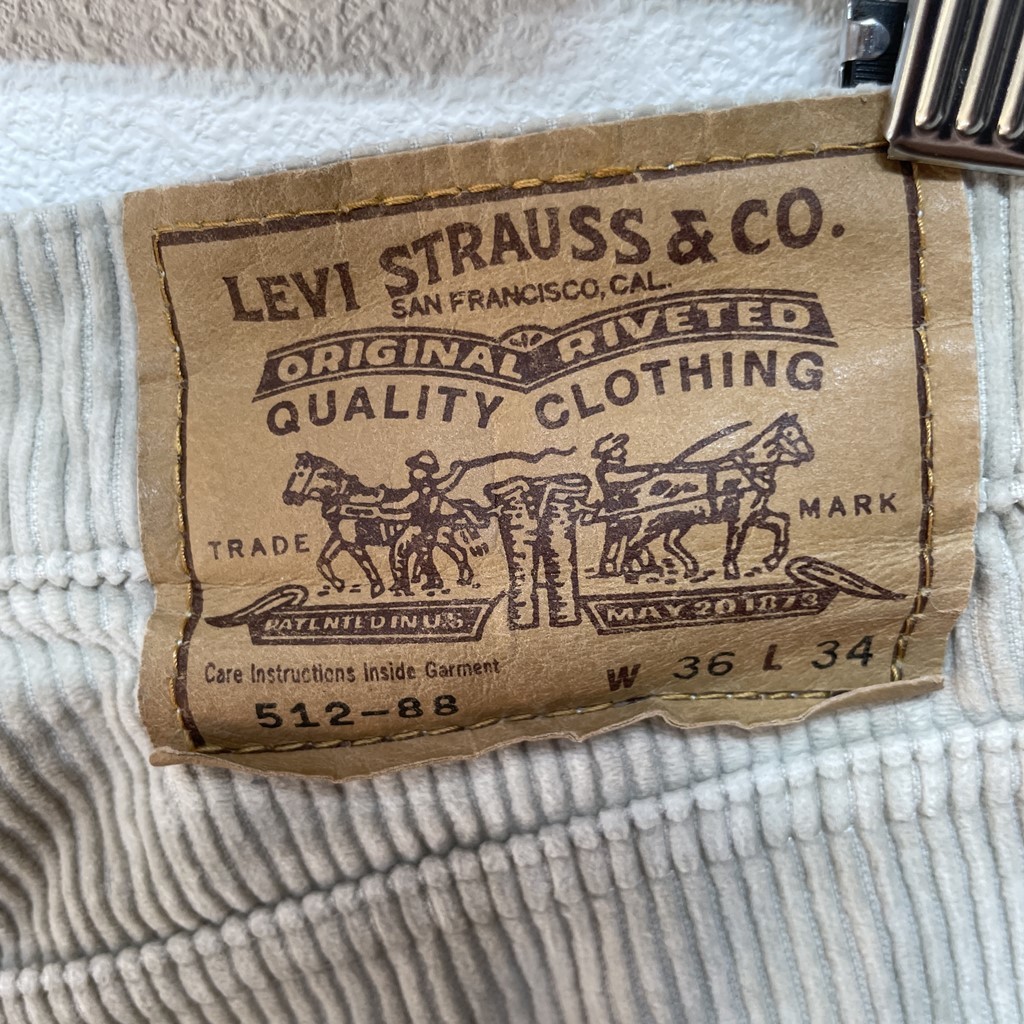 LEVI STRAUSS & CO.
SAN FRANCISCO, CAL.
ORIGINAL RIVETED
QUALITY CLOTHING
TRADE MARK
PATENTED IN U.S. MAY 20 1873
Care Instructions Inside Garment
W 36 L 34
512-88